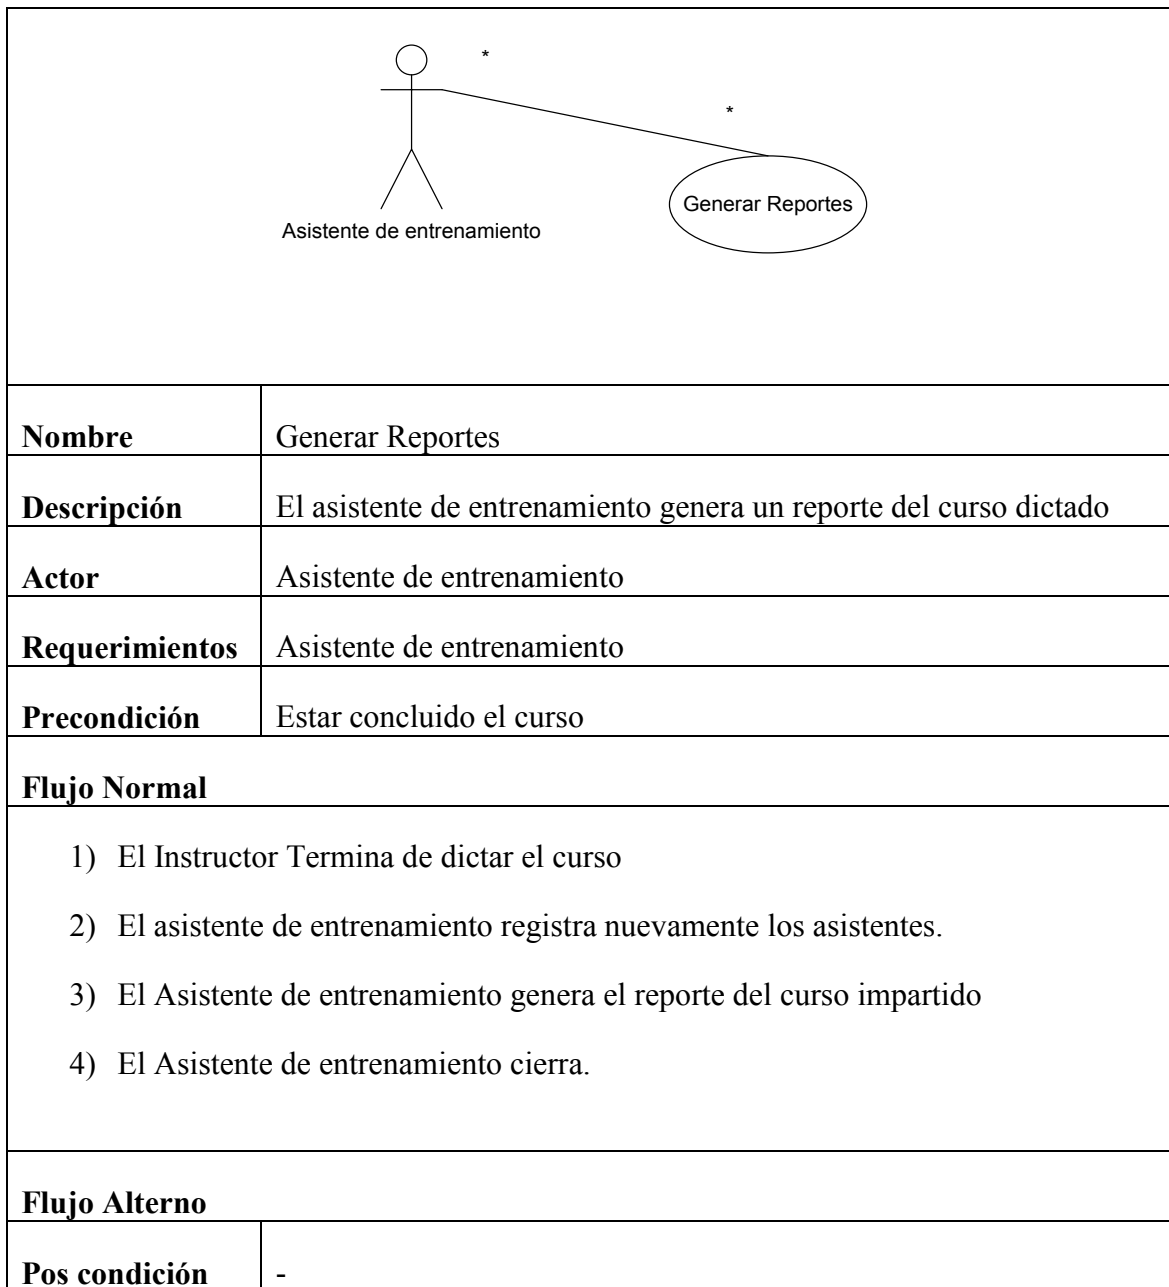 *
*
Generar Reportes
Asistente de entrenamiento
Nombre Generar Reportes
Descripción El asistente de entrenamiento genera un reporte del curso dictado
Actor Asistente de entrenamiento
Requerimientos Asistente de entrenamiento
Precondición Estar concluido el curso
Flujo Normal
1) El Instructor Termina de dictar el curso
2) El asistente de entrenamiento registra nuevamente los asistentes.
3) El Asistente de entrenamiento genera el reporte del curso impartido
4) El Asistente de entrenamiento cierra.
Flujo Alterno
Pos condición -